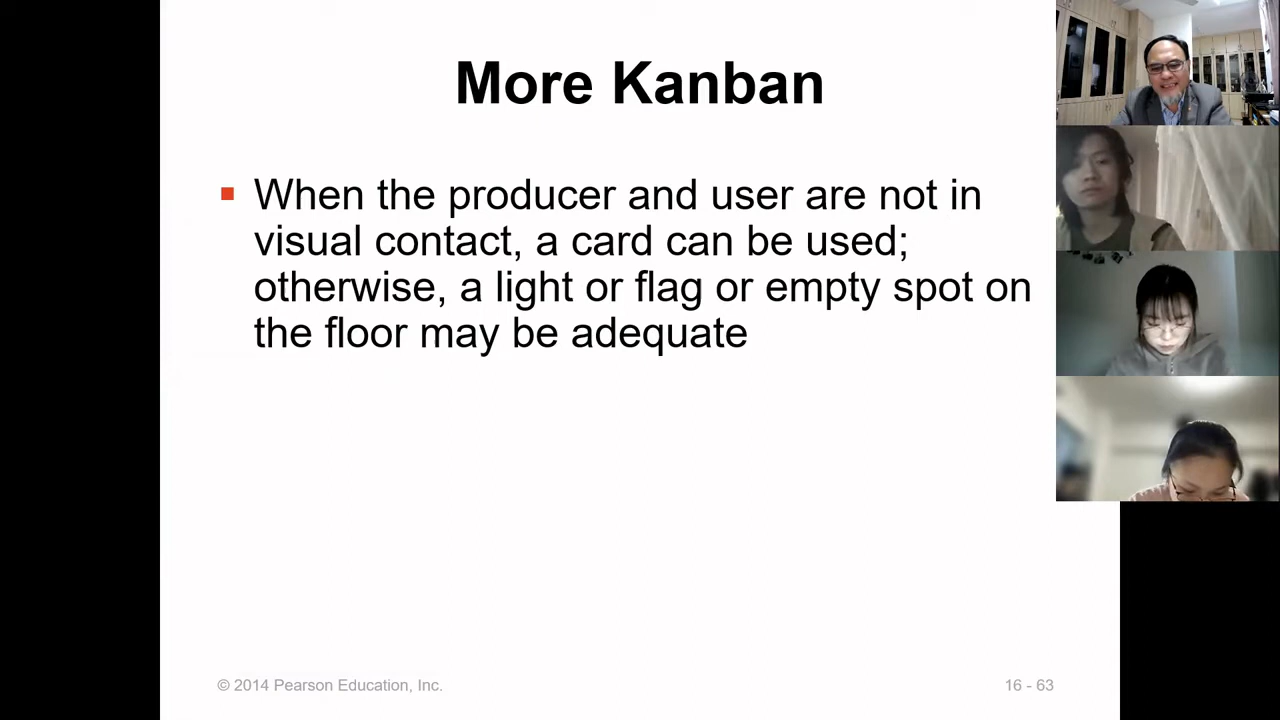 More Kanban
When the producer and user are not in
visual contact, a card can be used;
otherwise, a light or flag or empty spot on
the floor may be adequate
© 2014 Pearson Education, Inc.
16 - 63